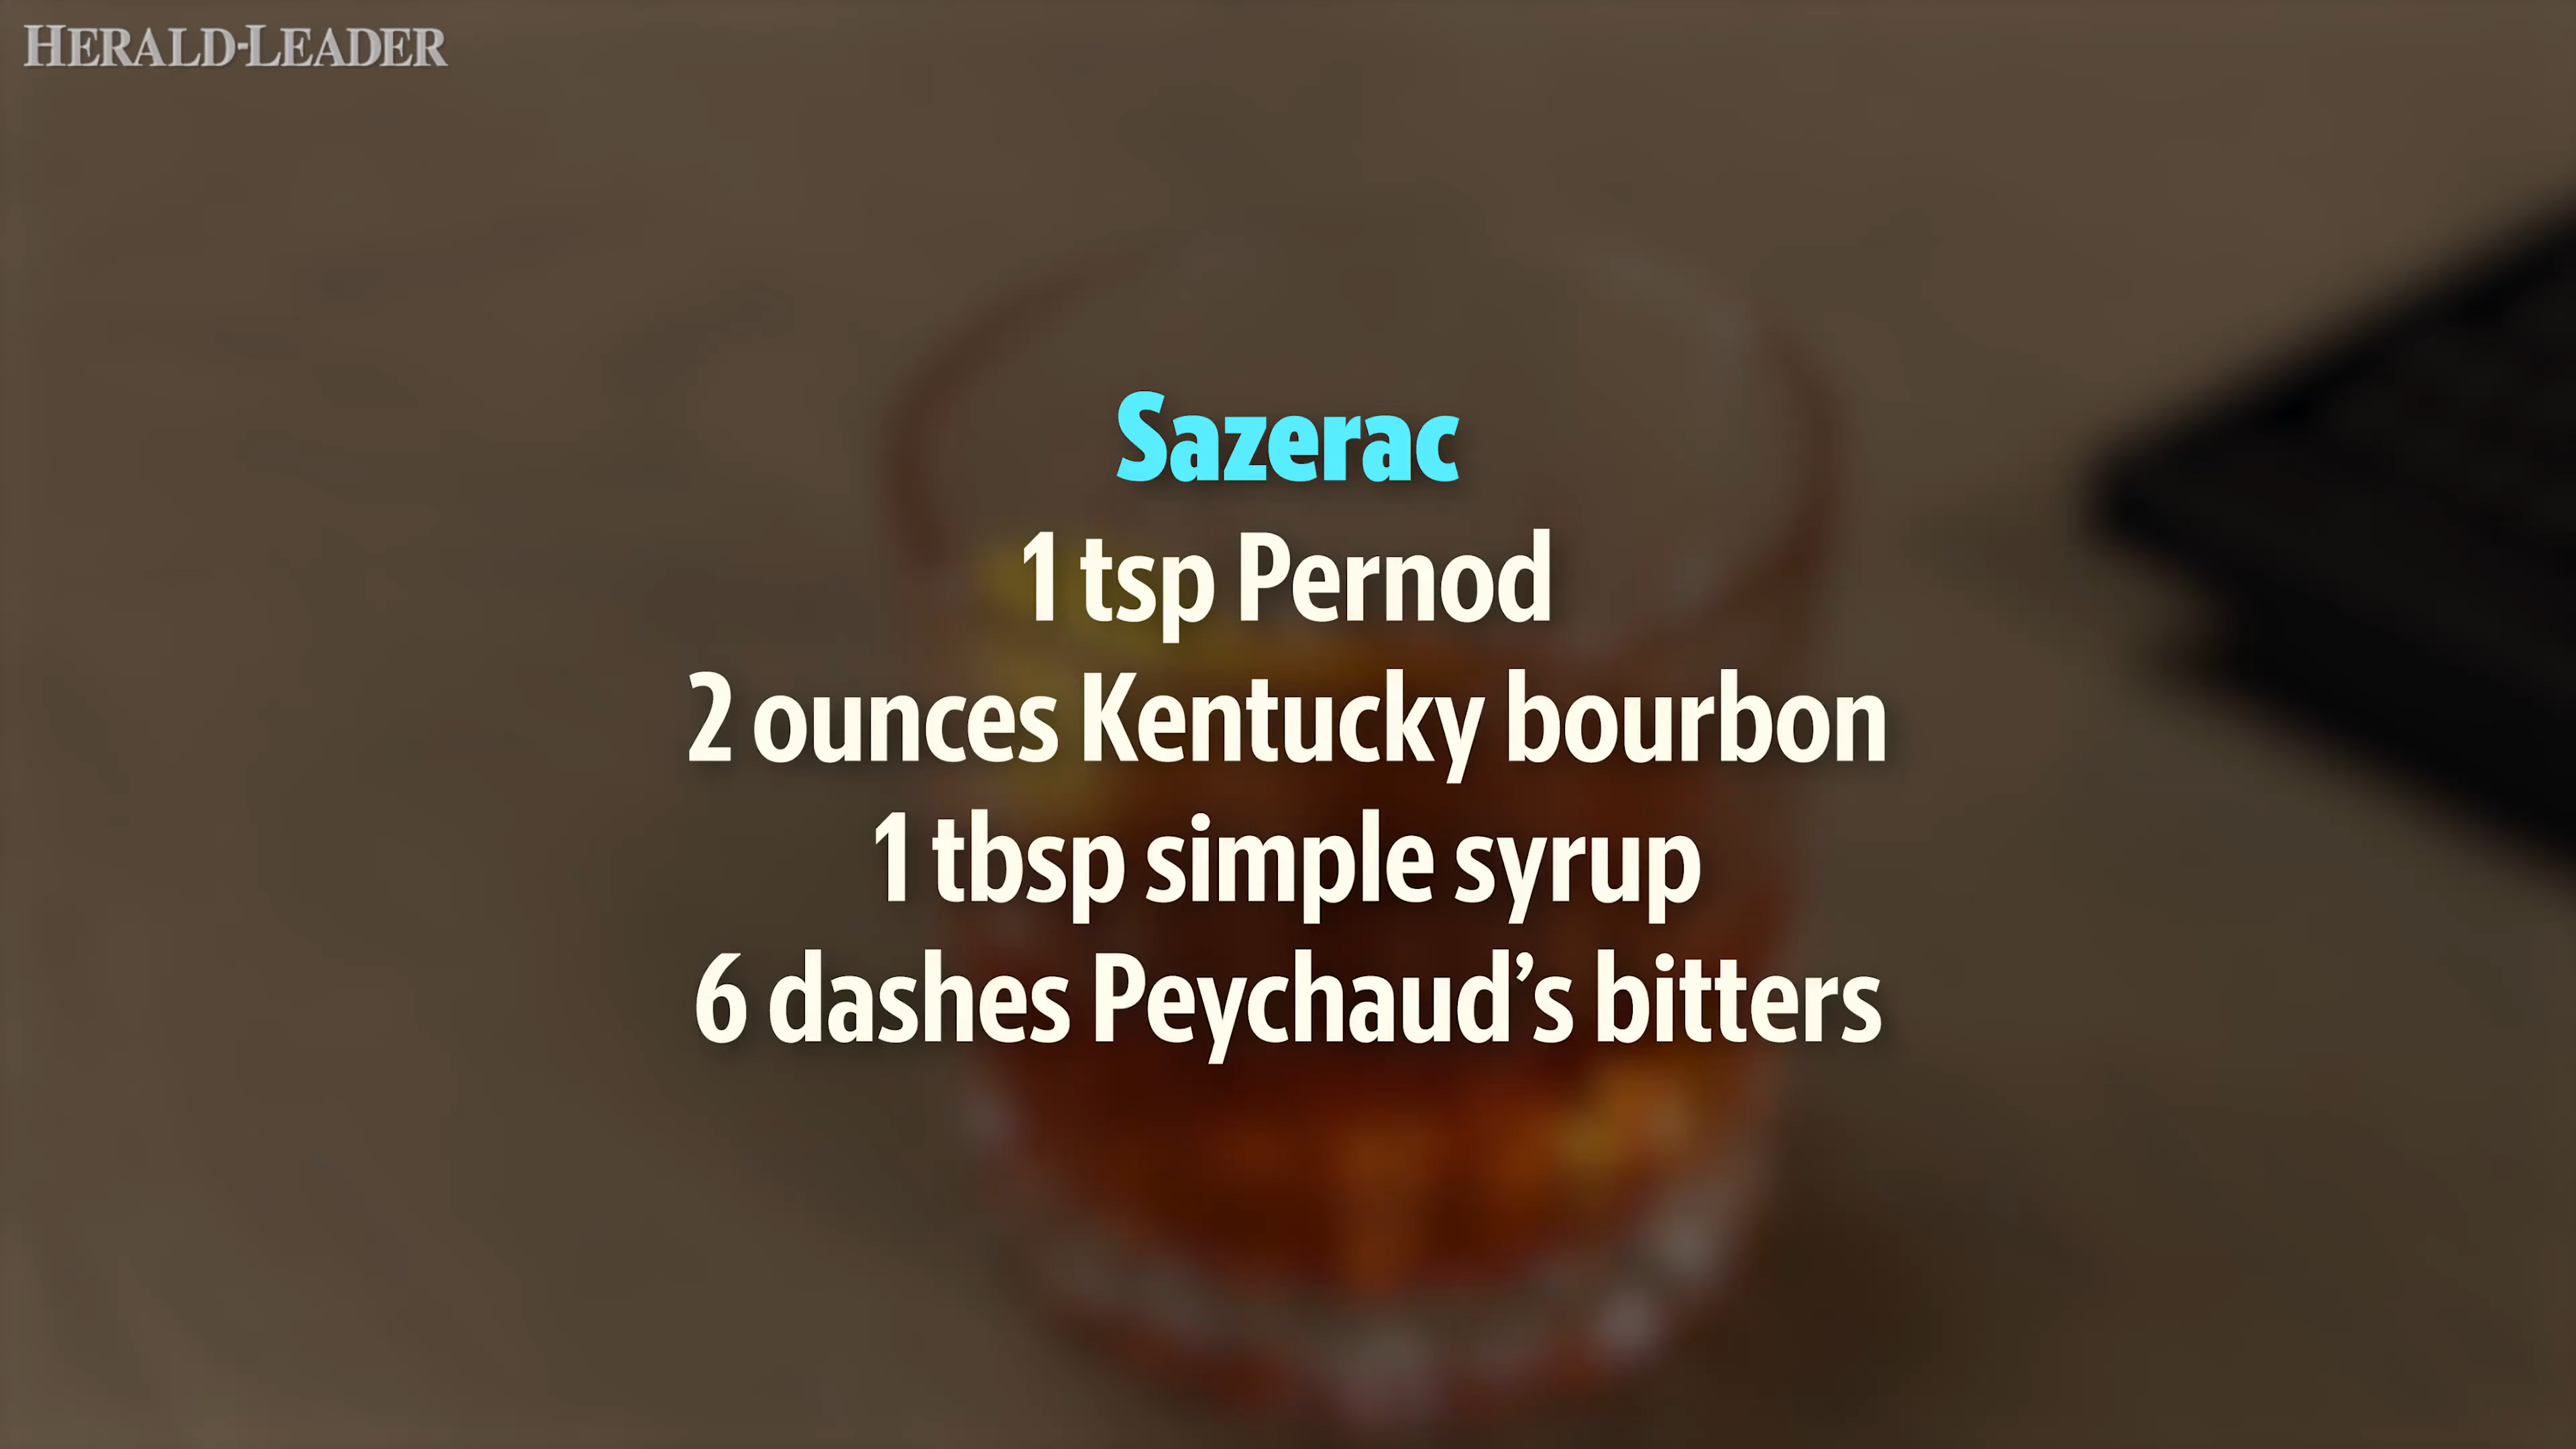 HERALD-LEADER
Sazerac
1 tsp Pernod
2 ounces Kentucky bourbon
1 tbsp simple syrup
6 dashes Peychaud’s bitters